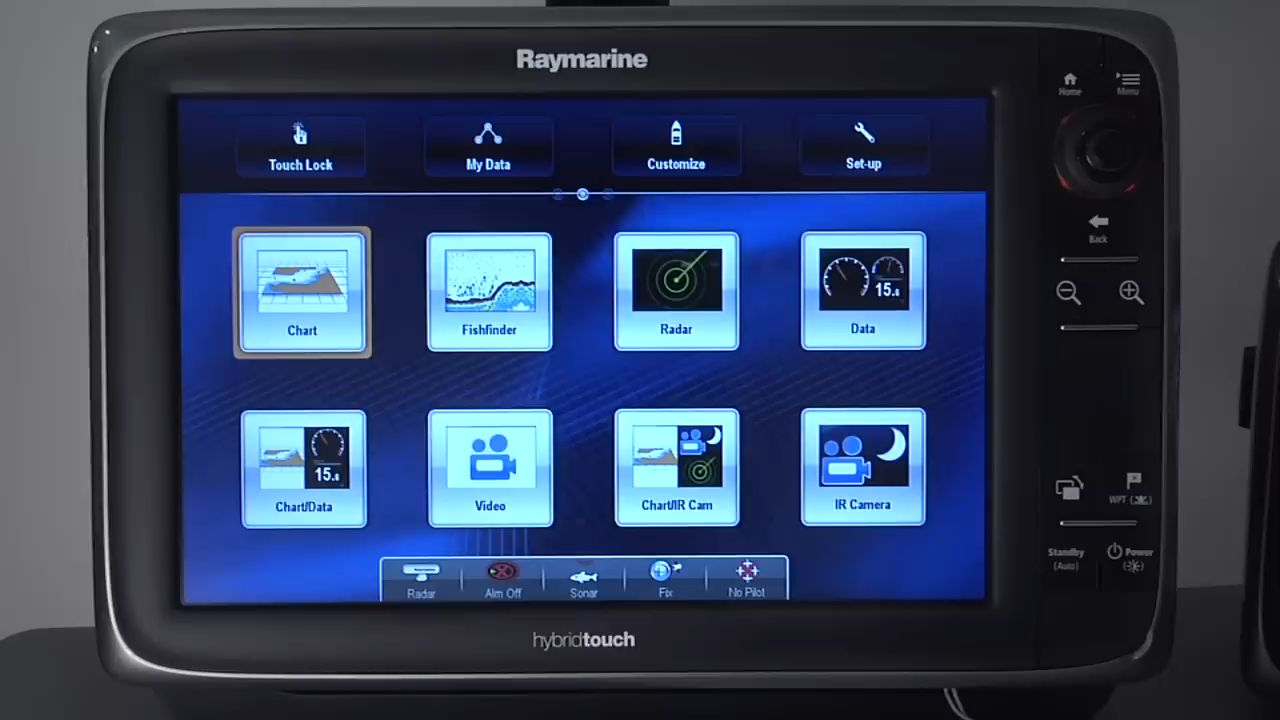 Raymarine
Home
Menu
Touch Lock
My Data
Customize
Set-up
Back
Chart
Fishfinder
Radar
15.8
Data
15.8
Chart/Data
Video
Chart/IR Cam
IR Camera
WPT
Standby
(Auto)
Power
Radar
Alm Off
Sonar
Fix
No Pilot
hybridtouch